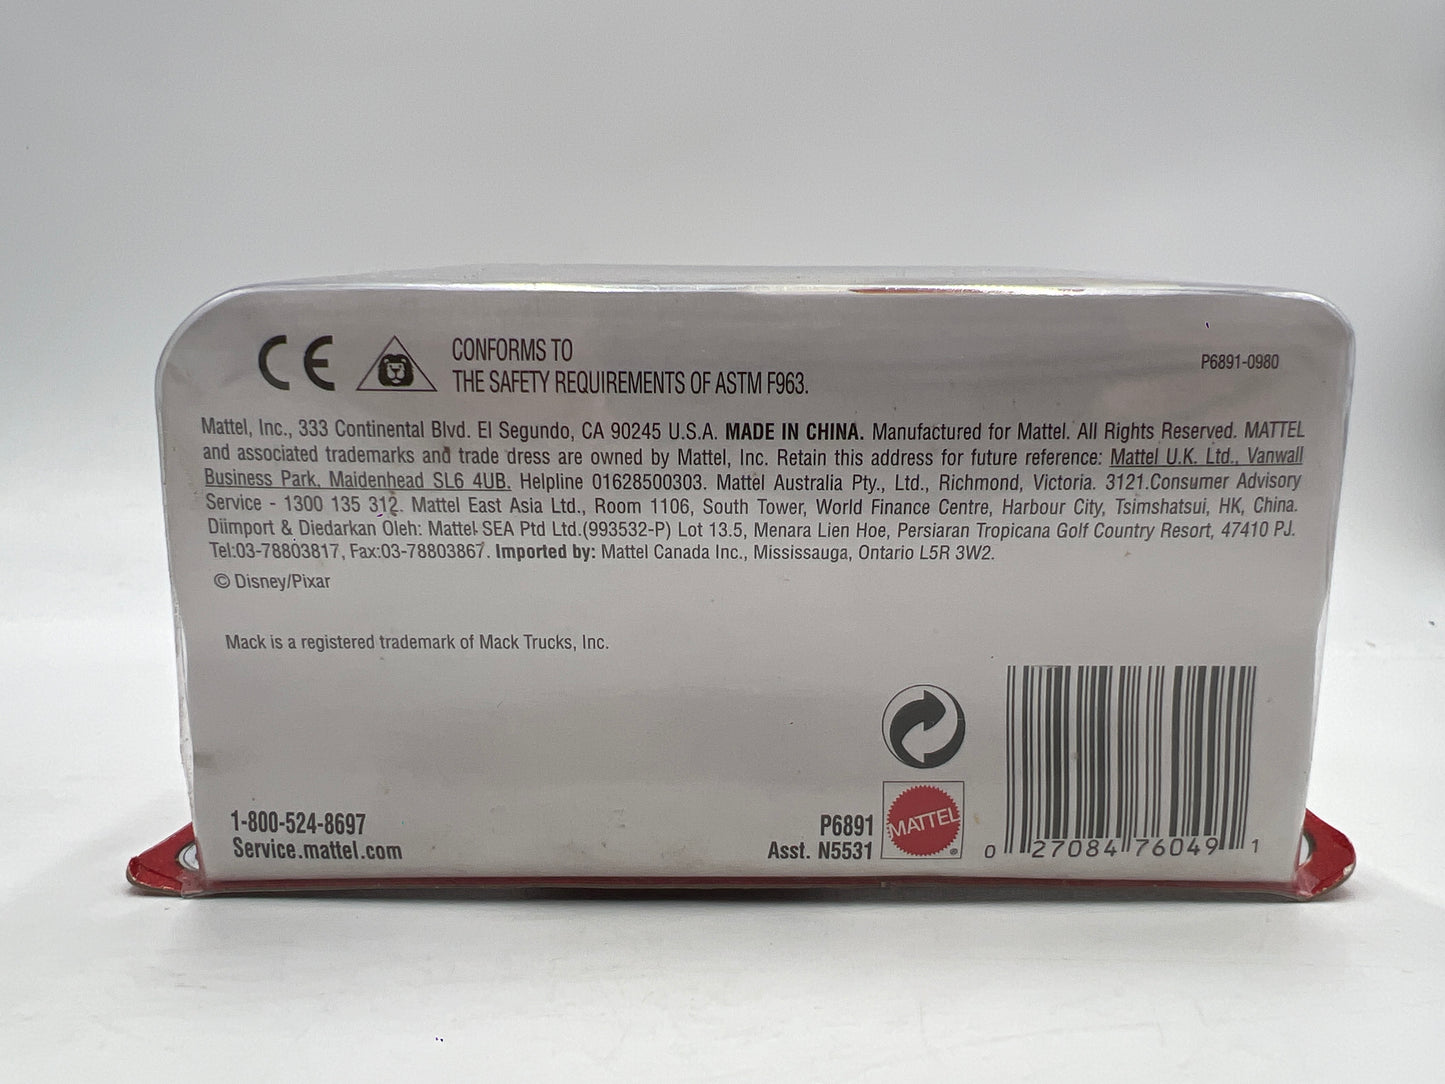 CE
CONFORMS TO
THE SAFETY REQUIREMENTS OF ASTM F963.
P6891-0980
Mattel, Inc., 333 Continental Blvd. El Segundo, CA 90245 U.S.A. MADE IN CHINA. Manufactured for Mattel. All Rights Reserved. MATTEL
and associated trademarks and trade dress are owned by Mattel, Inc. Retain this address for future reference: Mattel U.K. Ltd., Vanwall
Business Park, Maidenhead SL6 4UB. Helpline 01628500303. Mattel Australia Pty., Ltd., Richmond, Victoria. 3121.Consumer Advisory
Service - 1300 135 312. Mattel East Asia Ltd., Room 1106, South Tower, World Finance Centre, Harbour City, Tsimshatsui, HK, China.
Diimport & Diedarkan Oleh: Mattel SEA Ptd Ltd.(993532-P) Lot 13.5, Menara Lien Hoe, Persiaran Tropicana Golf Country Resort, 47410 PJ.
Tel:03-78803817, Fax:03-78803867. Imported by: Mattel Canada Inc., Mississauga, Ontario L5R 3W2.
© Disney/Pixar
Mack is a registered trademark of Mack Trucks, Inc.
1-800-524-8697
Service.mattel.com
P6891
Asst. N5531
MATTEL
®
0 27084 76049 1